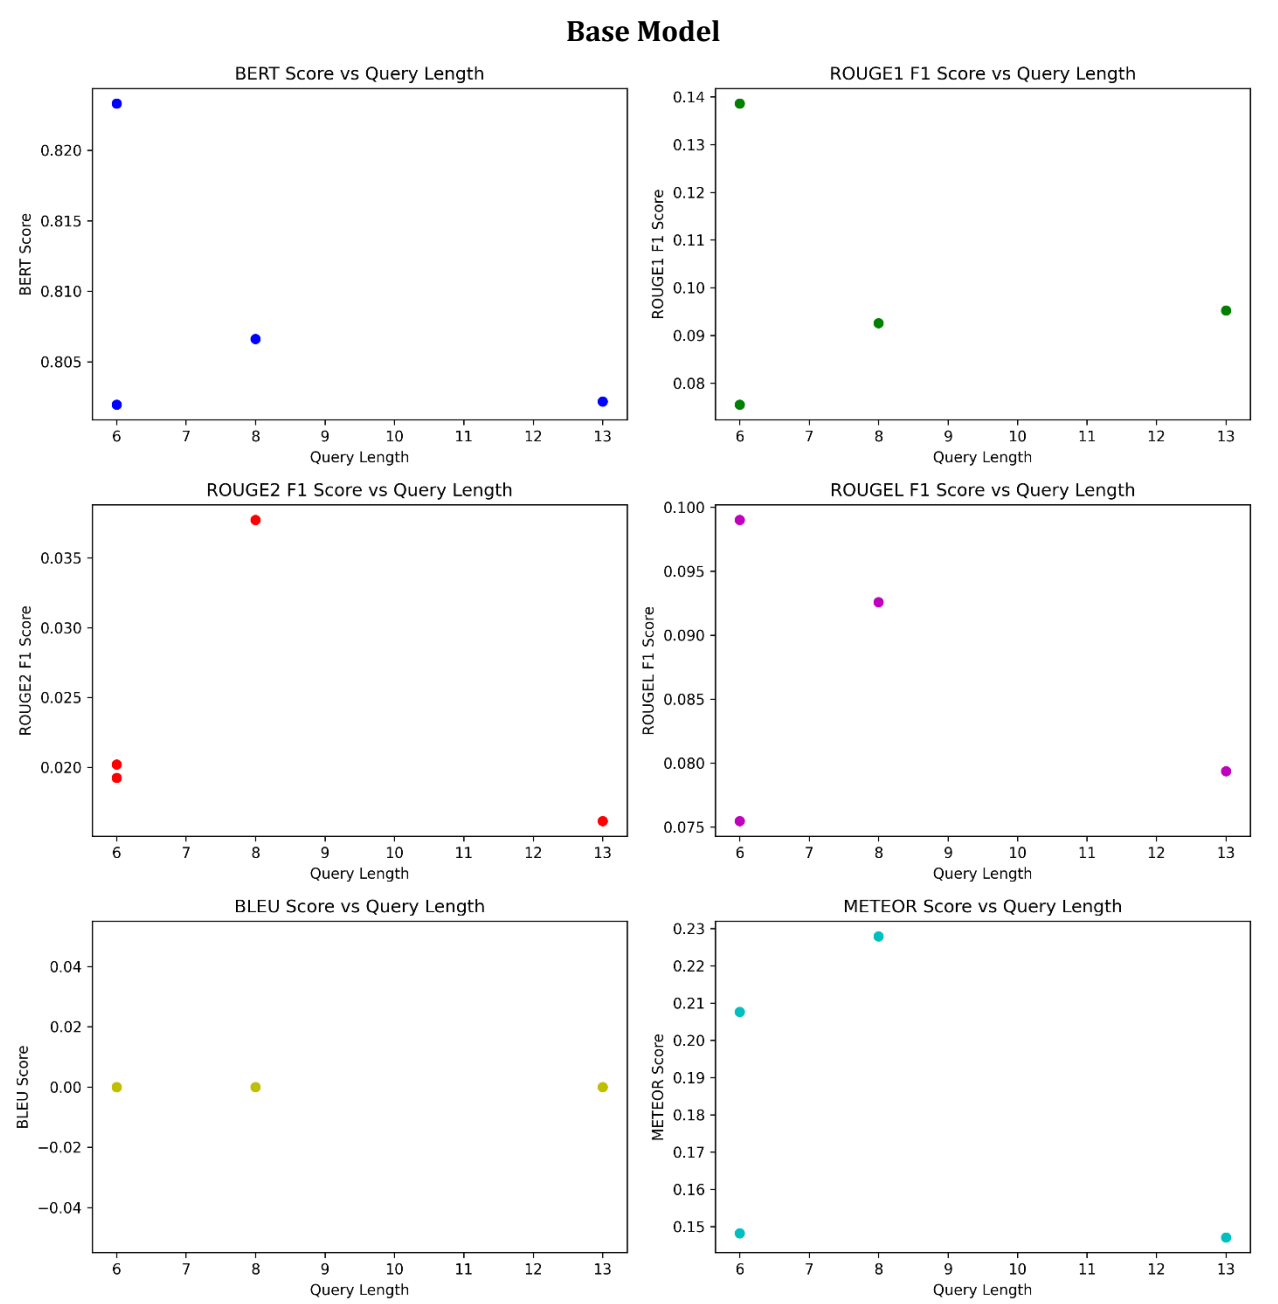 Base Model
BERT Score vs Query Length
BERT Score
0.820
0.815
0.810
0.805
6 7 8 9 10 11 12 13
Query Length
ROUGE1 F1 Score vs Query Length
ROUGE1 F1 Score
0.14
0.13
0.12
0.11
0.10
0.09
0.08
6 7 8 9 10 11 12 13
Query Length
ROUGE2 F1 Score vs Query Length
ROUGE2 F1 Score
0.035
0.030
0.025
0.020
6 7 8 9 10 11 12 13
Query Length
ROUGEL F1 Score vs Query Length
ROUGEL F1 Score
0.100
0.095
0.090
0.085
0.080
0.075
6 7 8 9 10 11 12 13
Query Length
BLEU Score vs Query Length
BLEU Score
0.04
0.02
0.00
−0.02
−0.04
6 7 8 9 10 11 12 13
Query Length
METEOR Score vs Query Length
METEOR Score
0.23
0.22
0.21
0.20
0.19
0.18
0.17
0.16
0.15
6 7 8 9 10 11 12 13
Query Length